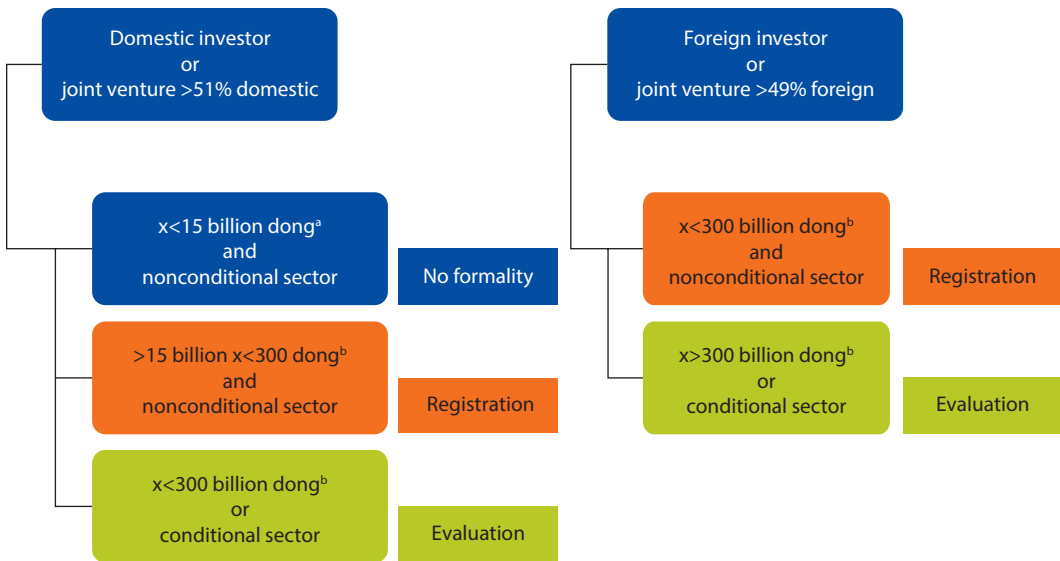 Domestic investor
or
joint venture >51% domestic
x<15 billion dongᵃ
and
nonconditional sector
No formality
>15 billion x<300 dongᵇ
and
nonconditional sector
Registration
x<300 billion dongᵇ
or
conditional sector
Evaluation
Foreign investor
or
joint venture >49% foreign
x<300 billion dongᵇ
and
nonconditional sector
Registration
x>300 billion dongᵇ
or
conditional sector
Evaluation